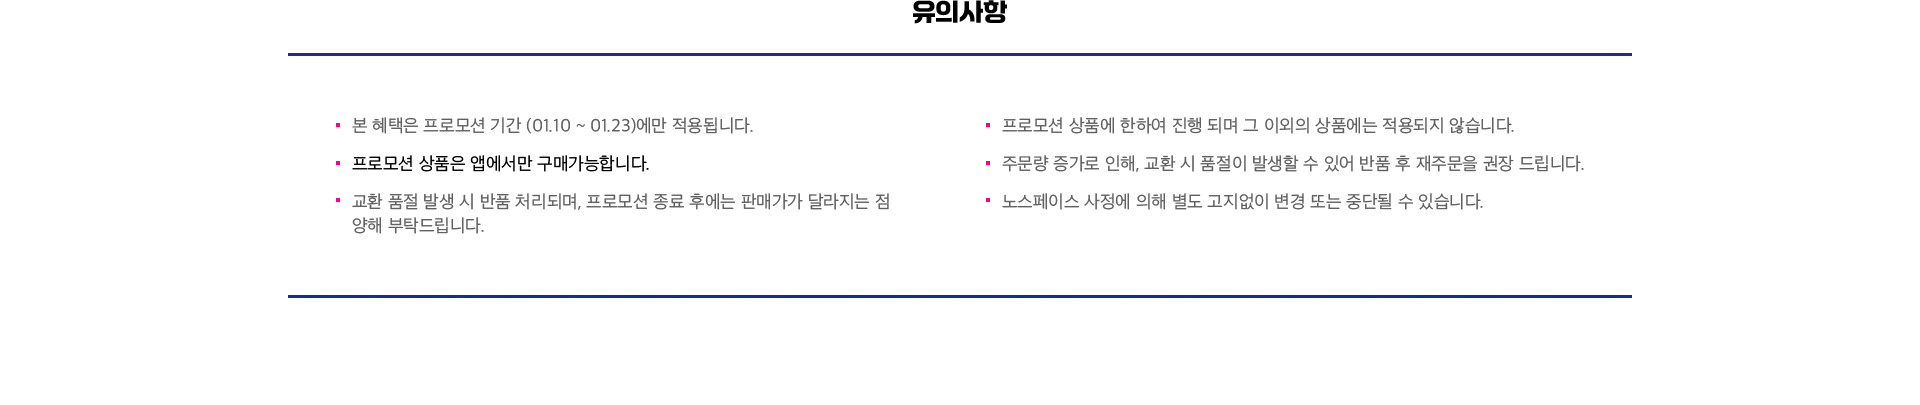 유의사항
본 혜택은 프로모션 기간 (01.10 ~ 01.23)에만 적용됩니다.
프로모션 상품은 앱에서만 구매가능합니다.
교환 품절 발생 시 반품 처리되며, 프로모션 종료 후에는 판매가가 달라지는 점
양해 부탁드립니다.
프로모션 상품에 한하여 진행 되며 그 이외의 상품에는 적용되지 않습니다.
주문량 증가로 인해, 교환 시 품절이 발생할 수 있어 반품 후 재주문을 권장 드립니다.
노스페이스 사정에 의해 별도 고지없이 변경 또는 중단될 수 있습니다.